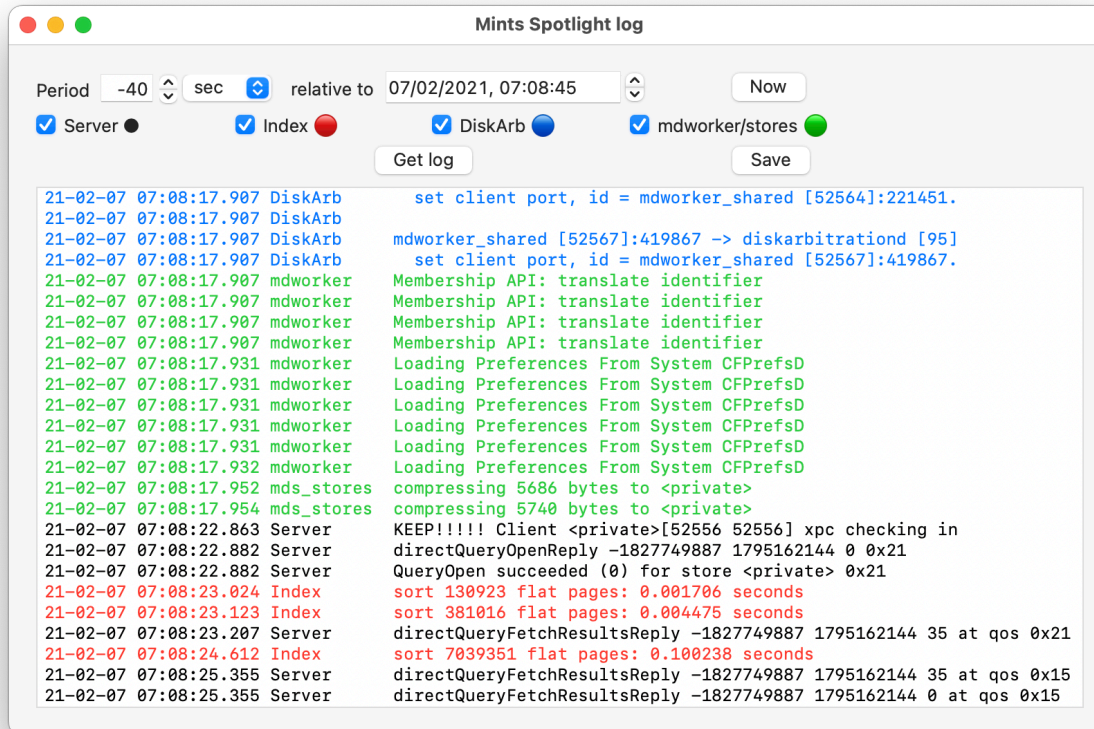 Mints Spotlight log
Period -40 sec relative to 07/02/2021, 07:08:45 Now
Server Index DiskArb mdworker/stores
Get log Save
21-02-07 07:08:17.907 DiskArb set client port, id = mdworker_shared [52564]:221451.
21-02-07 07:08:17.907 DiskArb
21-02-07 07:08:17.907 DiskArb mdworker_shared [52567]:419867 -> diskarbitrationd [95]
21-02-07 07:08:17.907 DiskArb set client port, id = mdworker_shared [52567]:419867.
21-02-07 07:08:17.907 mdworker Membership API: translate identifier
21-02-07 07:08:17.907 mdworker Membership API: translate identifier
21-02-07 07:08:17.907 mdworker Membership API: translate identifier
21-02-07 07:08:17.907 mdworker Membership API: translate identifier
21-02-07 07:08:17.931 mdworker Loading Preferences From System CFPrefsD
21-02-07 07:08:17.931 mdworker Loading Preferences From System CFPrefsD
21-02-07 07:08:17.931 mdworker Loading Preferences From System CFPrefsD
21-02-07 07:08:17.931 mdworker Loading Preferences From System CFPrefsD
21-02-07 07:08:17.931 mdworker Loading Preferences From System CFPrefsD
21-02-07 07:08:17.932 mdworker Loading Preferences From System CFPrefsD
21-02-07 07:08:17.952 mds_stores compressing 5686 bytes to <private>
21-02-07 07:08:17.954 mds_stores compressing 5740 bytes to <private>
21-02-07 07:08:22.863 Server KEEP!!!!! Client <private>[52556 52556] xpc checking in
21-02-07 07:08:22.882 Server directQueryOpenReply -1827749887 1795162144 0 0x21
21-02-07 07:08:22.882 Server QueryOpen succeeded (0) for store <private> 0x21
21-02-07 07:08:23.024 Index sort 130923 flat pages: 0.001706 seconds
21-02-07 07:08:23.123 Index sort 381016 flat pages: 0.004475 seconds
21-02-07 07:08:23.207 Server directQueryFetchResultsReply -1827749887 1795162144 35 at qos 0x21
21-02-07 07:08:24.612 Index sort 7039351 flat pages: 0.100238 seconds
21-02-07 07:08:25.355 Server directQueryFetchResultsReply -1827749887 1795162144 35 at qos 0x15
21-02-07 07:08:25.355 Server directQueryFetchResultsReply -1827749887 1795162144 0 at qos 0x15